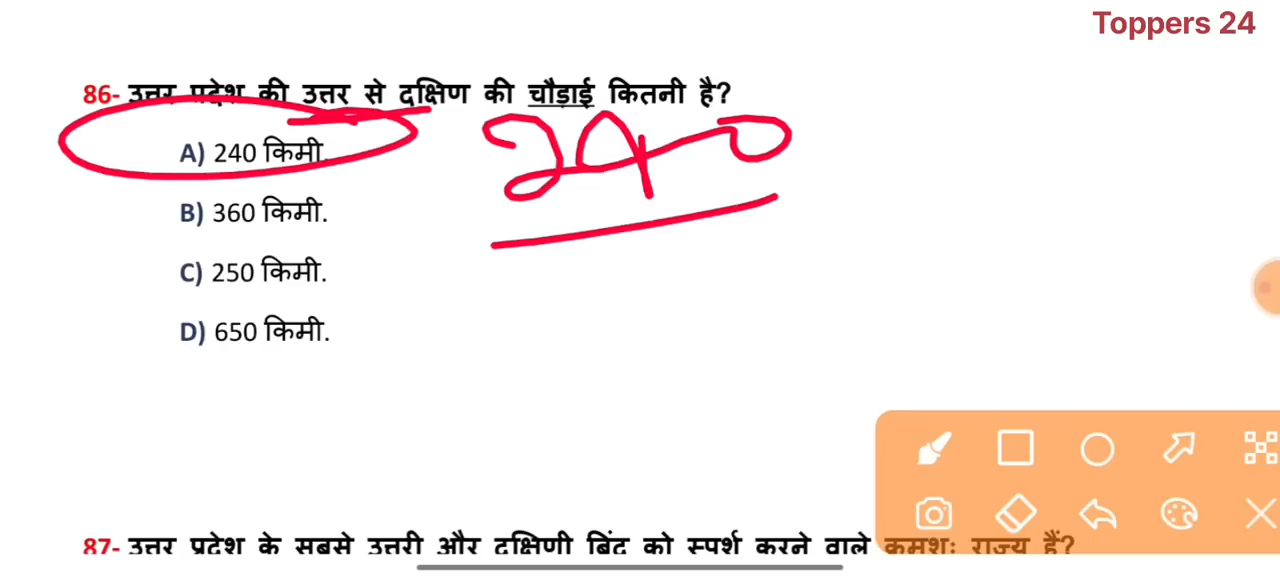 Toppers 24
86- उत्तर प्रदेश की उत्तर से दक्षिण की चौड़ाई कितनी है?
A) 240 किमी.
240
B) 360 किमी.
C) 250 किमी.
D) 650 किमी.
87- उत्तर प्रदेश के सबसे उत्तरी और दक्षिणी बिंदु को स्पर्श करने वाले क्रमशः राज्य हैं?